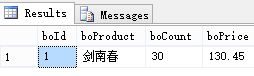 Results Messages
boId boProduct boCount boPrice
1 1 剑南春 30 130.45